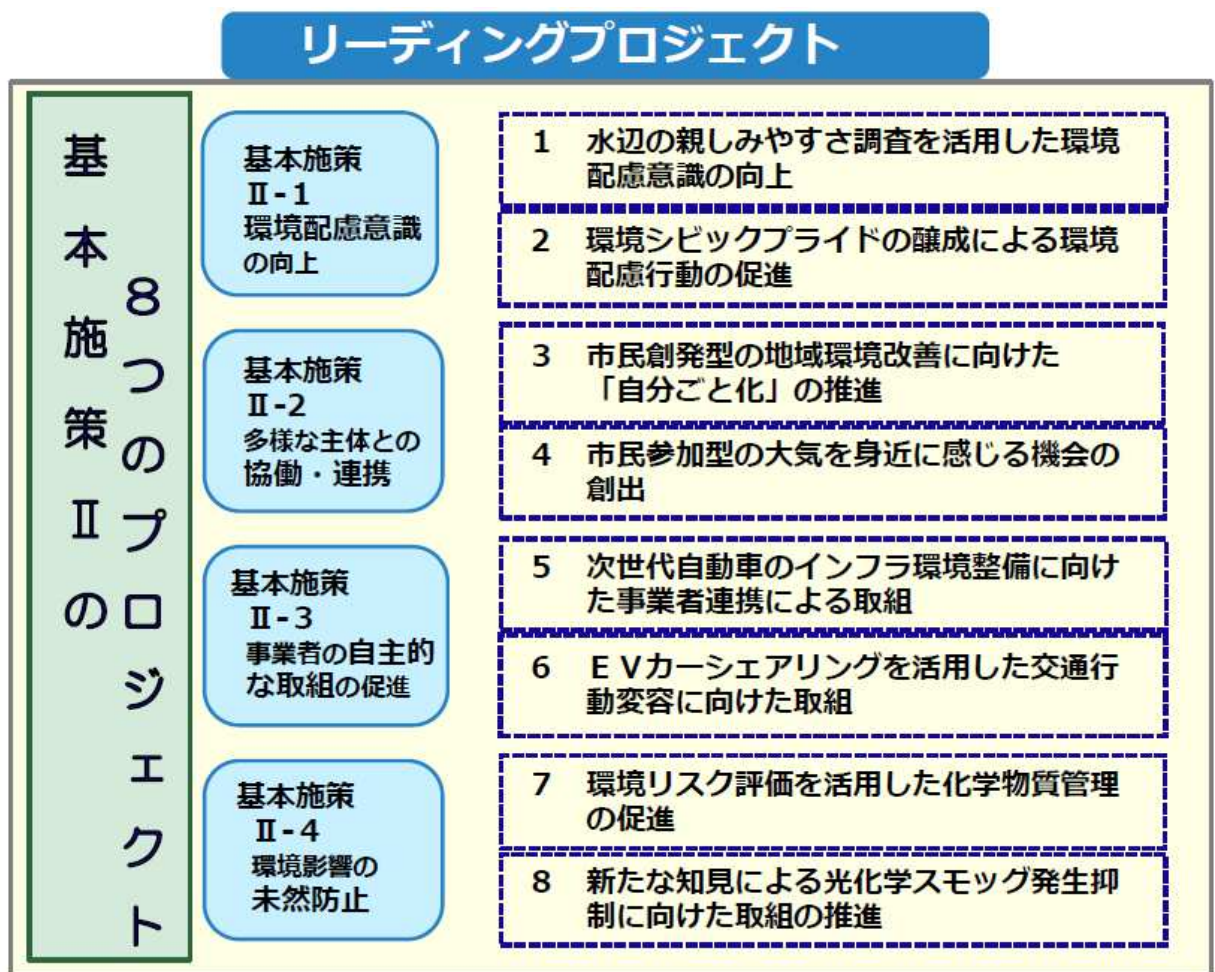 リーディングプロジェクト
基本施策Ⅱの
8つのプロジェクト
基本施策
Ⅱ-1
環境配慮意識
の向上
1 水辺の親しみやすさ調査を活用した環境
配慮意識の向上
2 環境シビックプライドの醸成による環境
配慮行動の促進
基本施策
Ⅱ-2
多様な主体との
協働・連携
3 市民創発型の地域環境改善に向けた
「自分ごと化」の推進
4 市民参加型の大気を身近に感じる機会の
創出
基本施策
Ⅱ-3
事業者の自主的
な取組の促進
5 次世代自動車のインフラ環境整備に向け
た事業者連携による取組
6 EVカーシェアリングを活用した交通行
動変容に向けた取組
基本施策
Ⅱ-4
環境影響の
未然防止
7 環境リスク評価を活用した化学物質管理
の促進
8 新たな知見による光化学スモッグ発生抑
制に向けた取組の推進